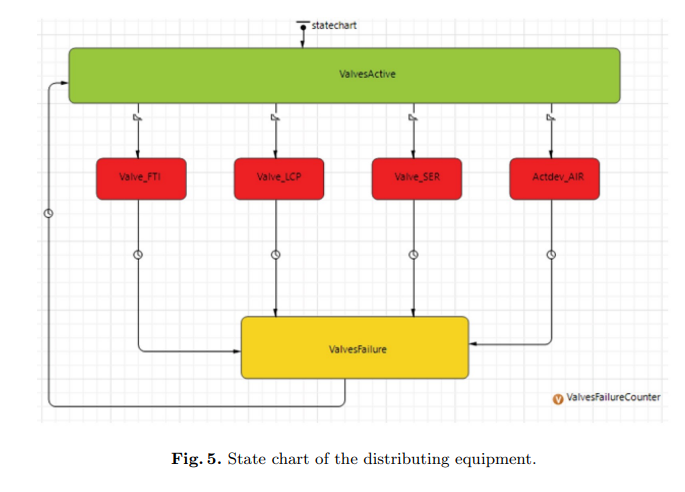 statechart
ValvesActive
Valve_FTI
Valve_LCP
Valve_SER
Actdev_AIR
ValvesFailure
V ValvesFailureCounter
Fig. 5. State chart of the distributing equipment.